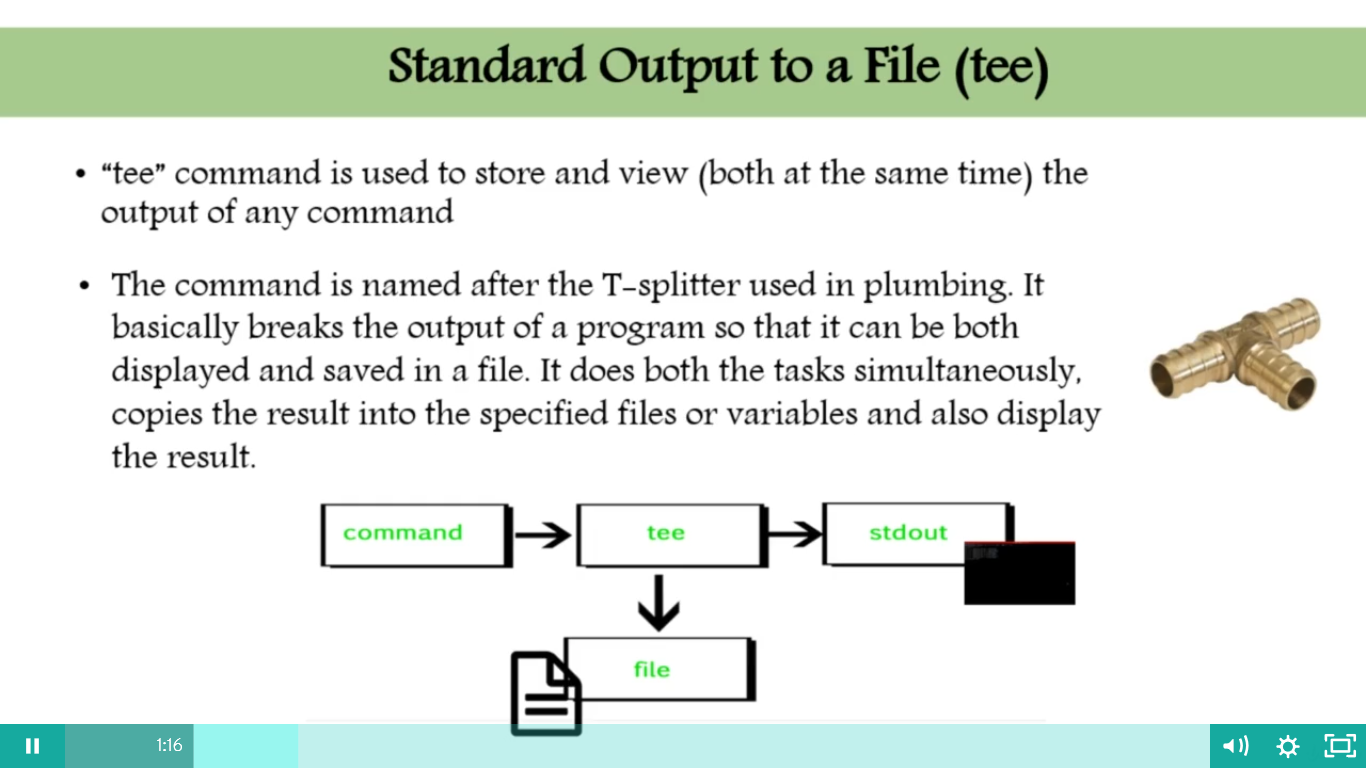 Standard Output to a File (tee)
• “tee” command is used to store and view (both at the same time) the
output of any command
• The command is named after the T-splitter used in plumbing. It
basically breaks the output of a program so that it can be both
displayed and saved in a file. It does both the tasks simultaneously,
copies the result into the specified files or variables and also display
the result.
command
tee
stdout
file
1:16